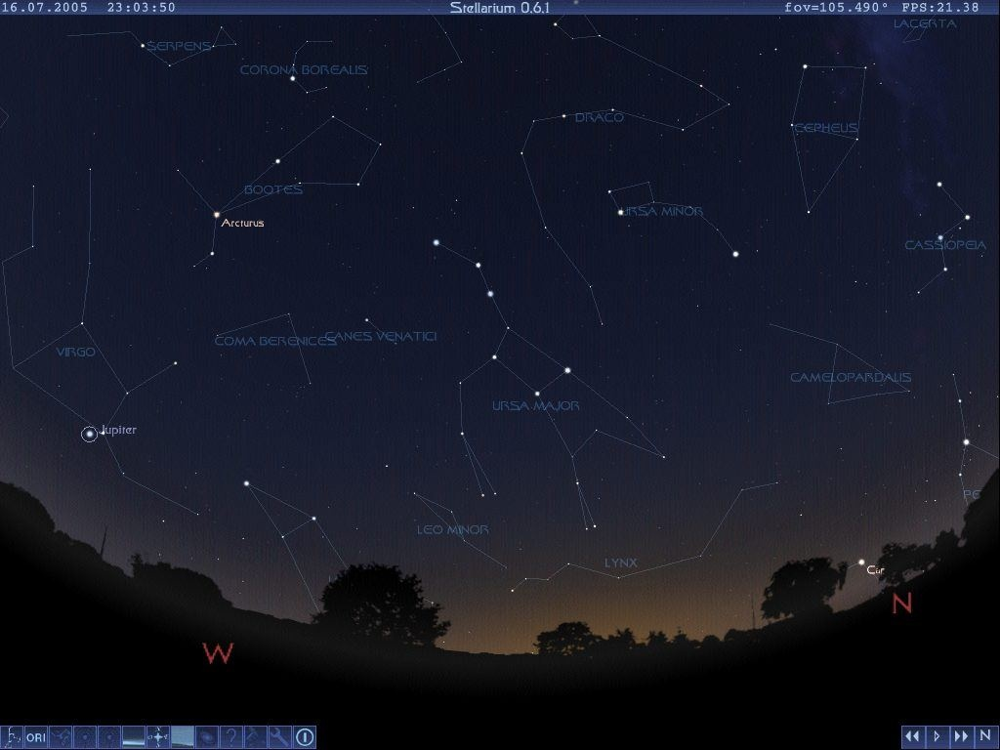 16.07.2005 23:03:50 Stellarium 0.6.1 fov=105.490° FPS:21.38
LACERTA
SERPENS
CORONA BOREALIS
DRACO
CEPHEUS
BOOTES
URSA MINOR
Arcturus
CASSIOPEIA
COMA BERENICES
CANES VENATICI
VIRGO
CAMELOPARDALIS
URSA MAJOR
Jupiter
PE
LEO MINOR
LYNX
L
N
W
ORI ?
N